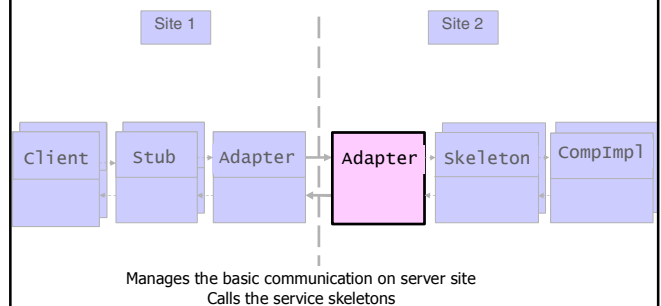 Site 1
Site 2
Client
Stub
Adapter
Adapter
Skeleton
CompImpl
Manages the basic communication on server site
Calls the service skeletons